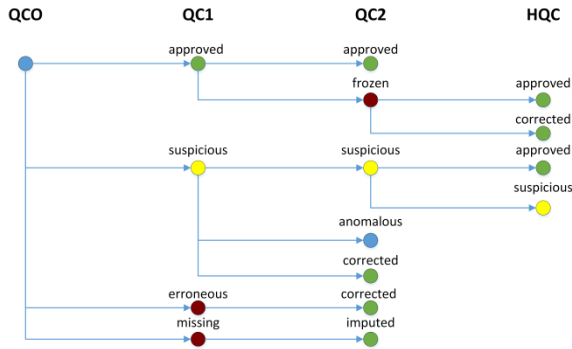 QCO QC1 QC2 HQC
approved approved
frozen approved
corrected
suspicious suspicious approved
suspicious
anomalous
corrected
erroneous corrected
missing imputed